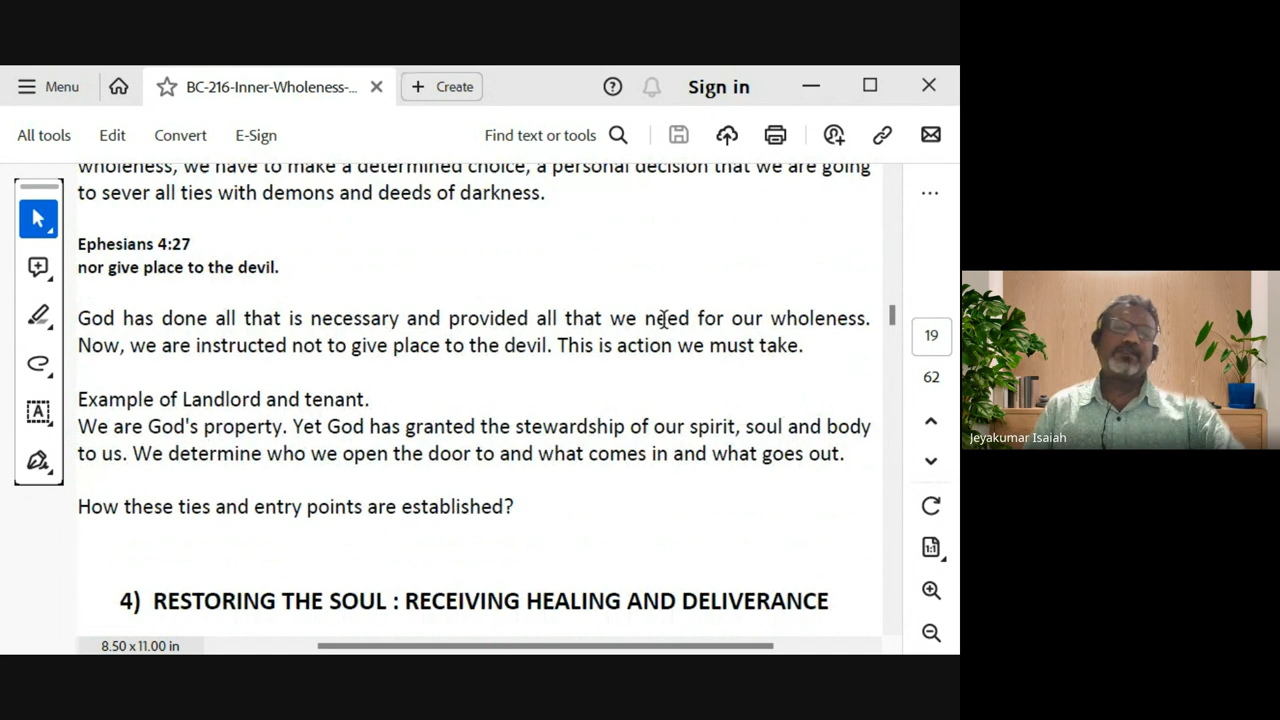 Menu
BC-216-Inner-Wholeness-...
Create
Sign in
All tools
Edit
Convert
E-Sign
Find text or tools
wholeness, we have to make a determined choice, a personal decision that we are going
to sever all ties with demons and deeds of darkness.
Ephesians 4:27
nor give place to the devil.
God has done all that is necessary and provided all that we need for our wholeness.
Now, we are instructed not to give place to the devil. This is action we must take.
Example of Landlord and tenant.
We are God's property. Yet God has granted the stewardship of our spirit, soul and body
to us. We determine who we open the door to and what comes in and what goes out.
How these ties and entry points are established?
4) RESTORING THE SOUL : RECEIVING HEALING AND DELIVERANCE
8.50 x 11.00 in
19
62
1:1
Jeyakumar Isaiah